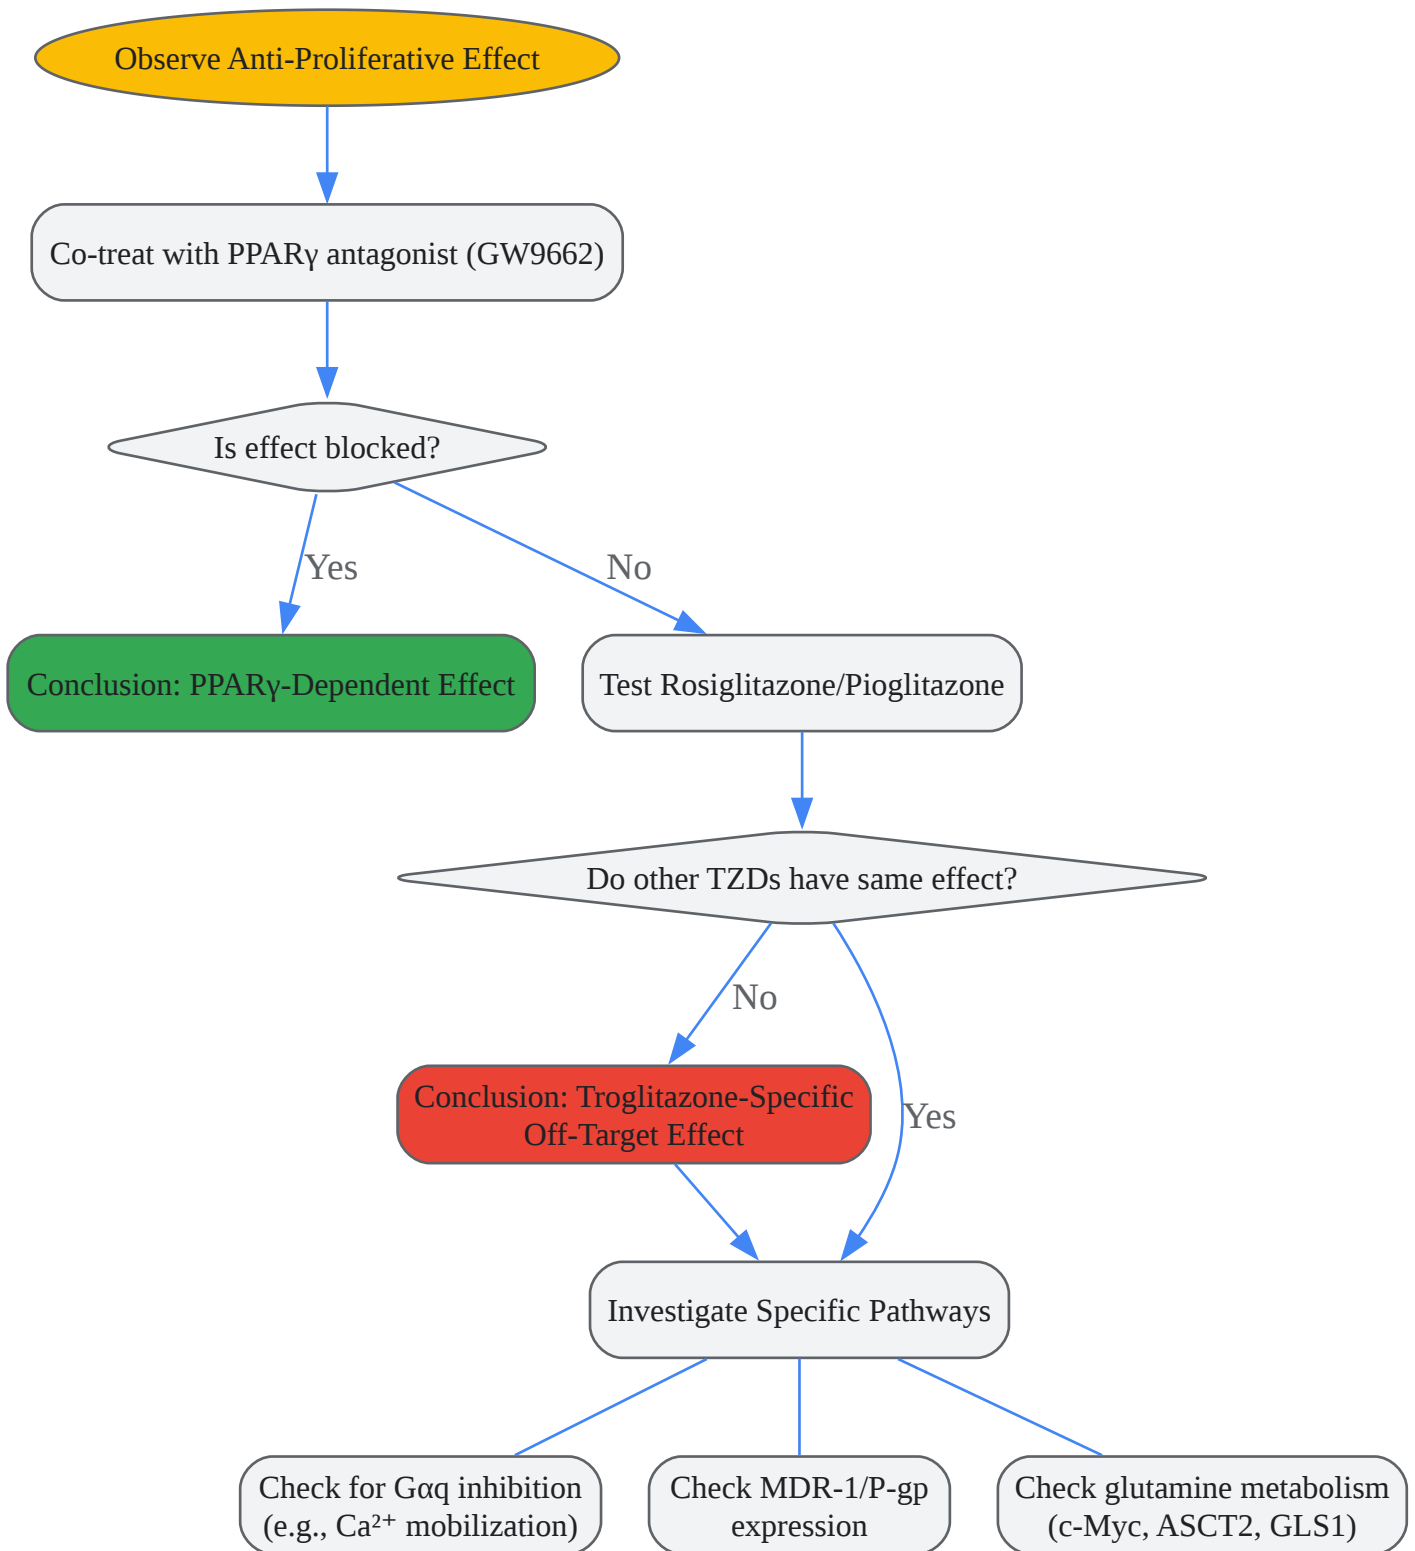 Observe Anti-Proliferative Effect
Co-treat with PPARγ antagonist (GW9662)
Is effect blocked?
Yes
No
Conclusion: PPARγ-Dependent Effect
Test Rosiglitazone/Pioglitazone
Do other TZDs have same effect?
No
Conclusion: Troglitazone-Specific
Off-Target Effect
Yes
Investigate Specific Pathways
Check for Gαq inhibition
(e.g., Ca²⁺ mobilization)
Check MDR-1/P-gp
expression
Check glutamine metabolism
(c-Myc, ASCT2, GLS1)